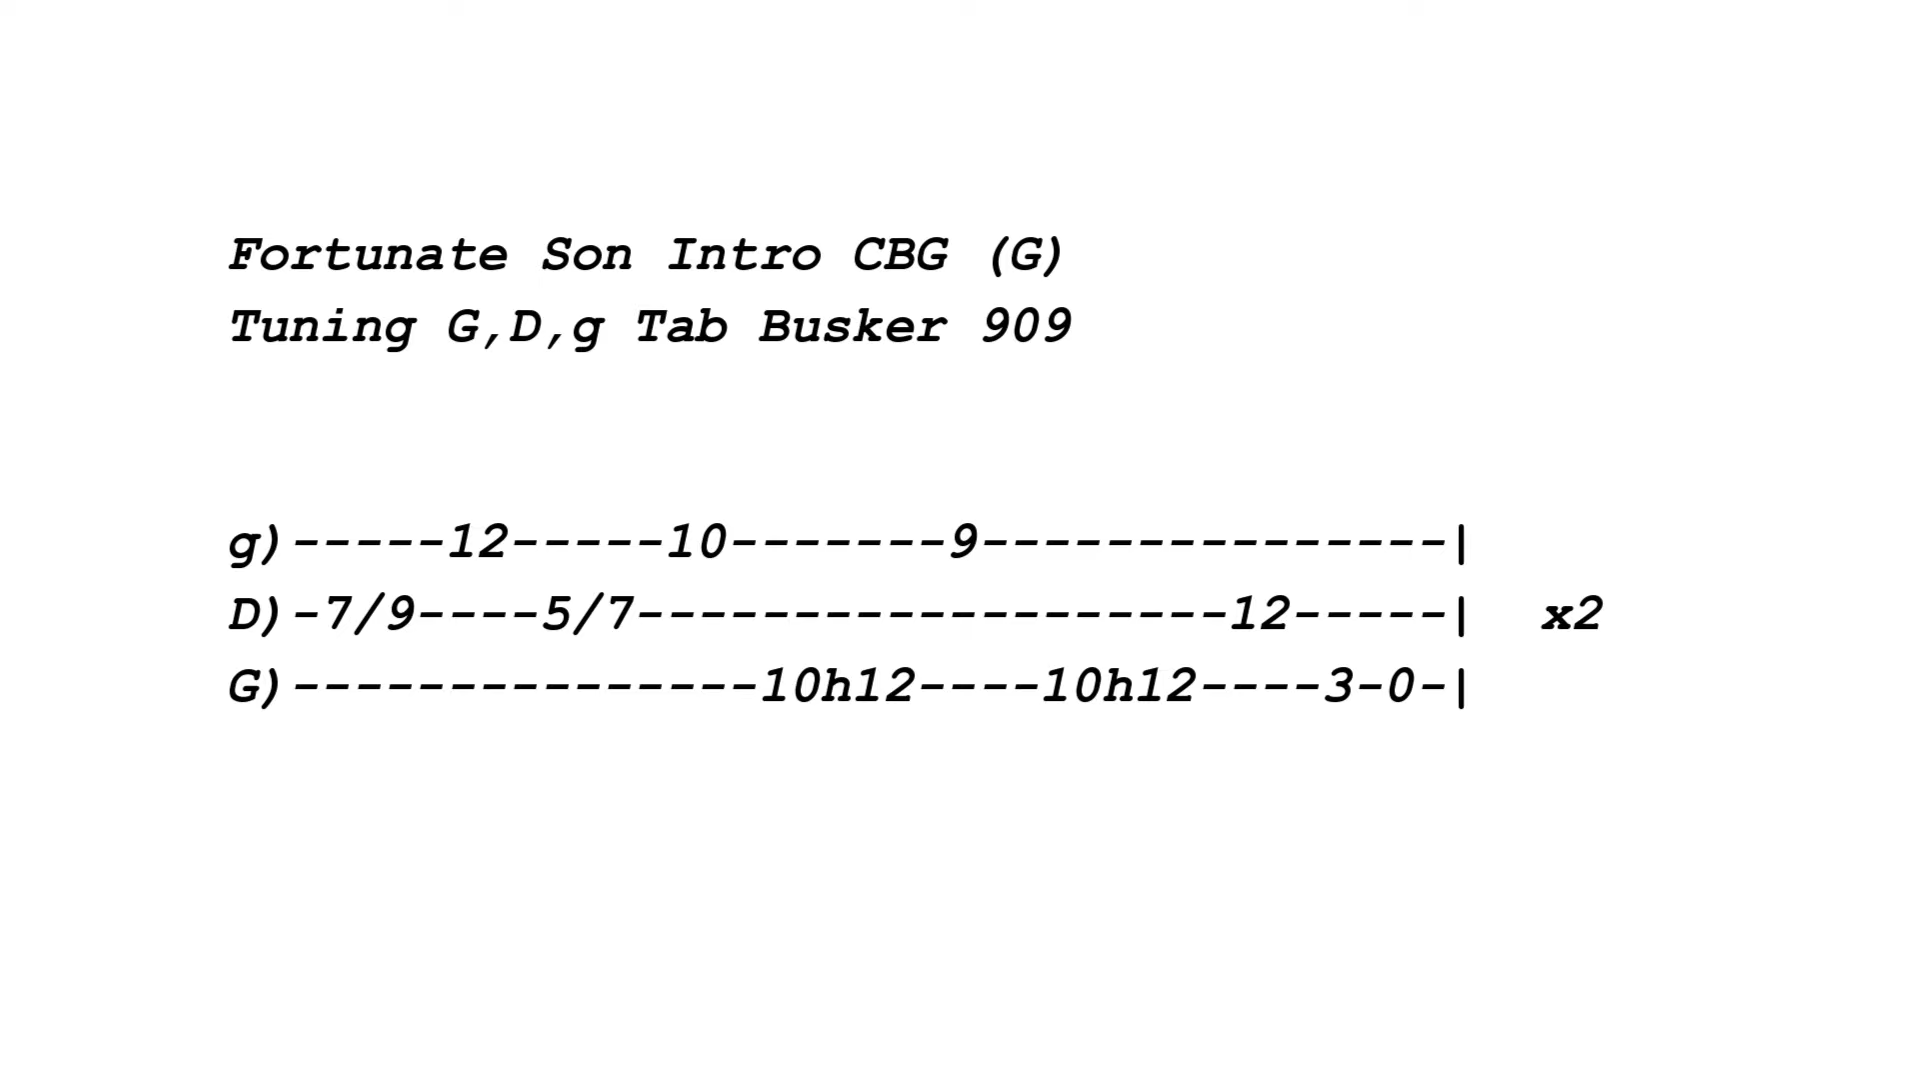 Fortunate Son Intro CBG (G)
Tuning G,D,g Tab Busker 909
g)-----12-----10-------9---------------|
D)-7/9----5/7-------------------12-----| x2
G)---------------10h12----10h12----3-0-|